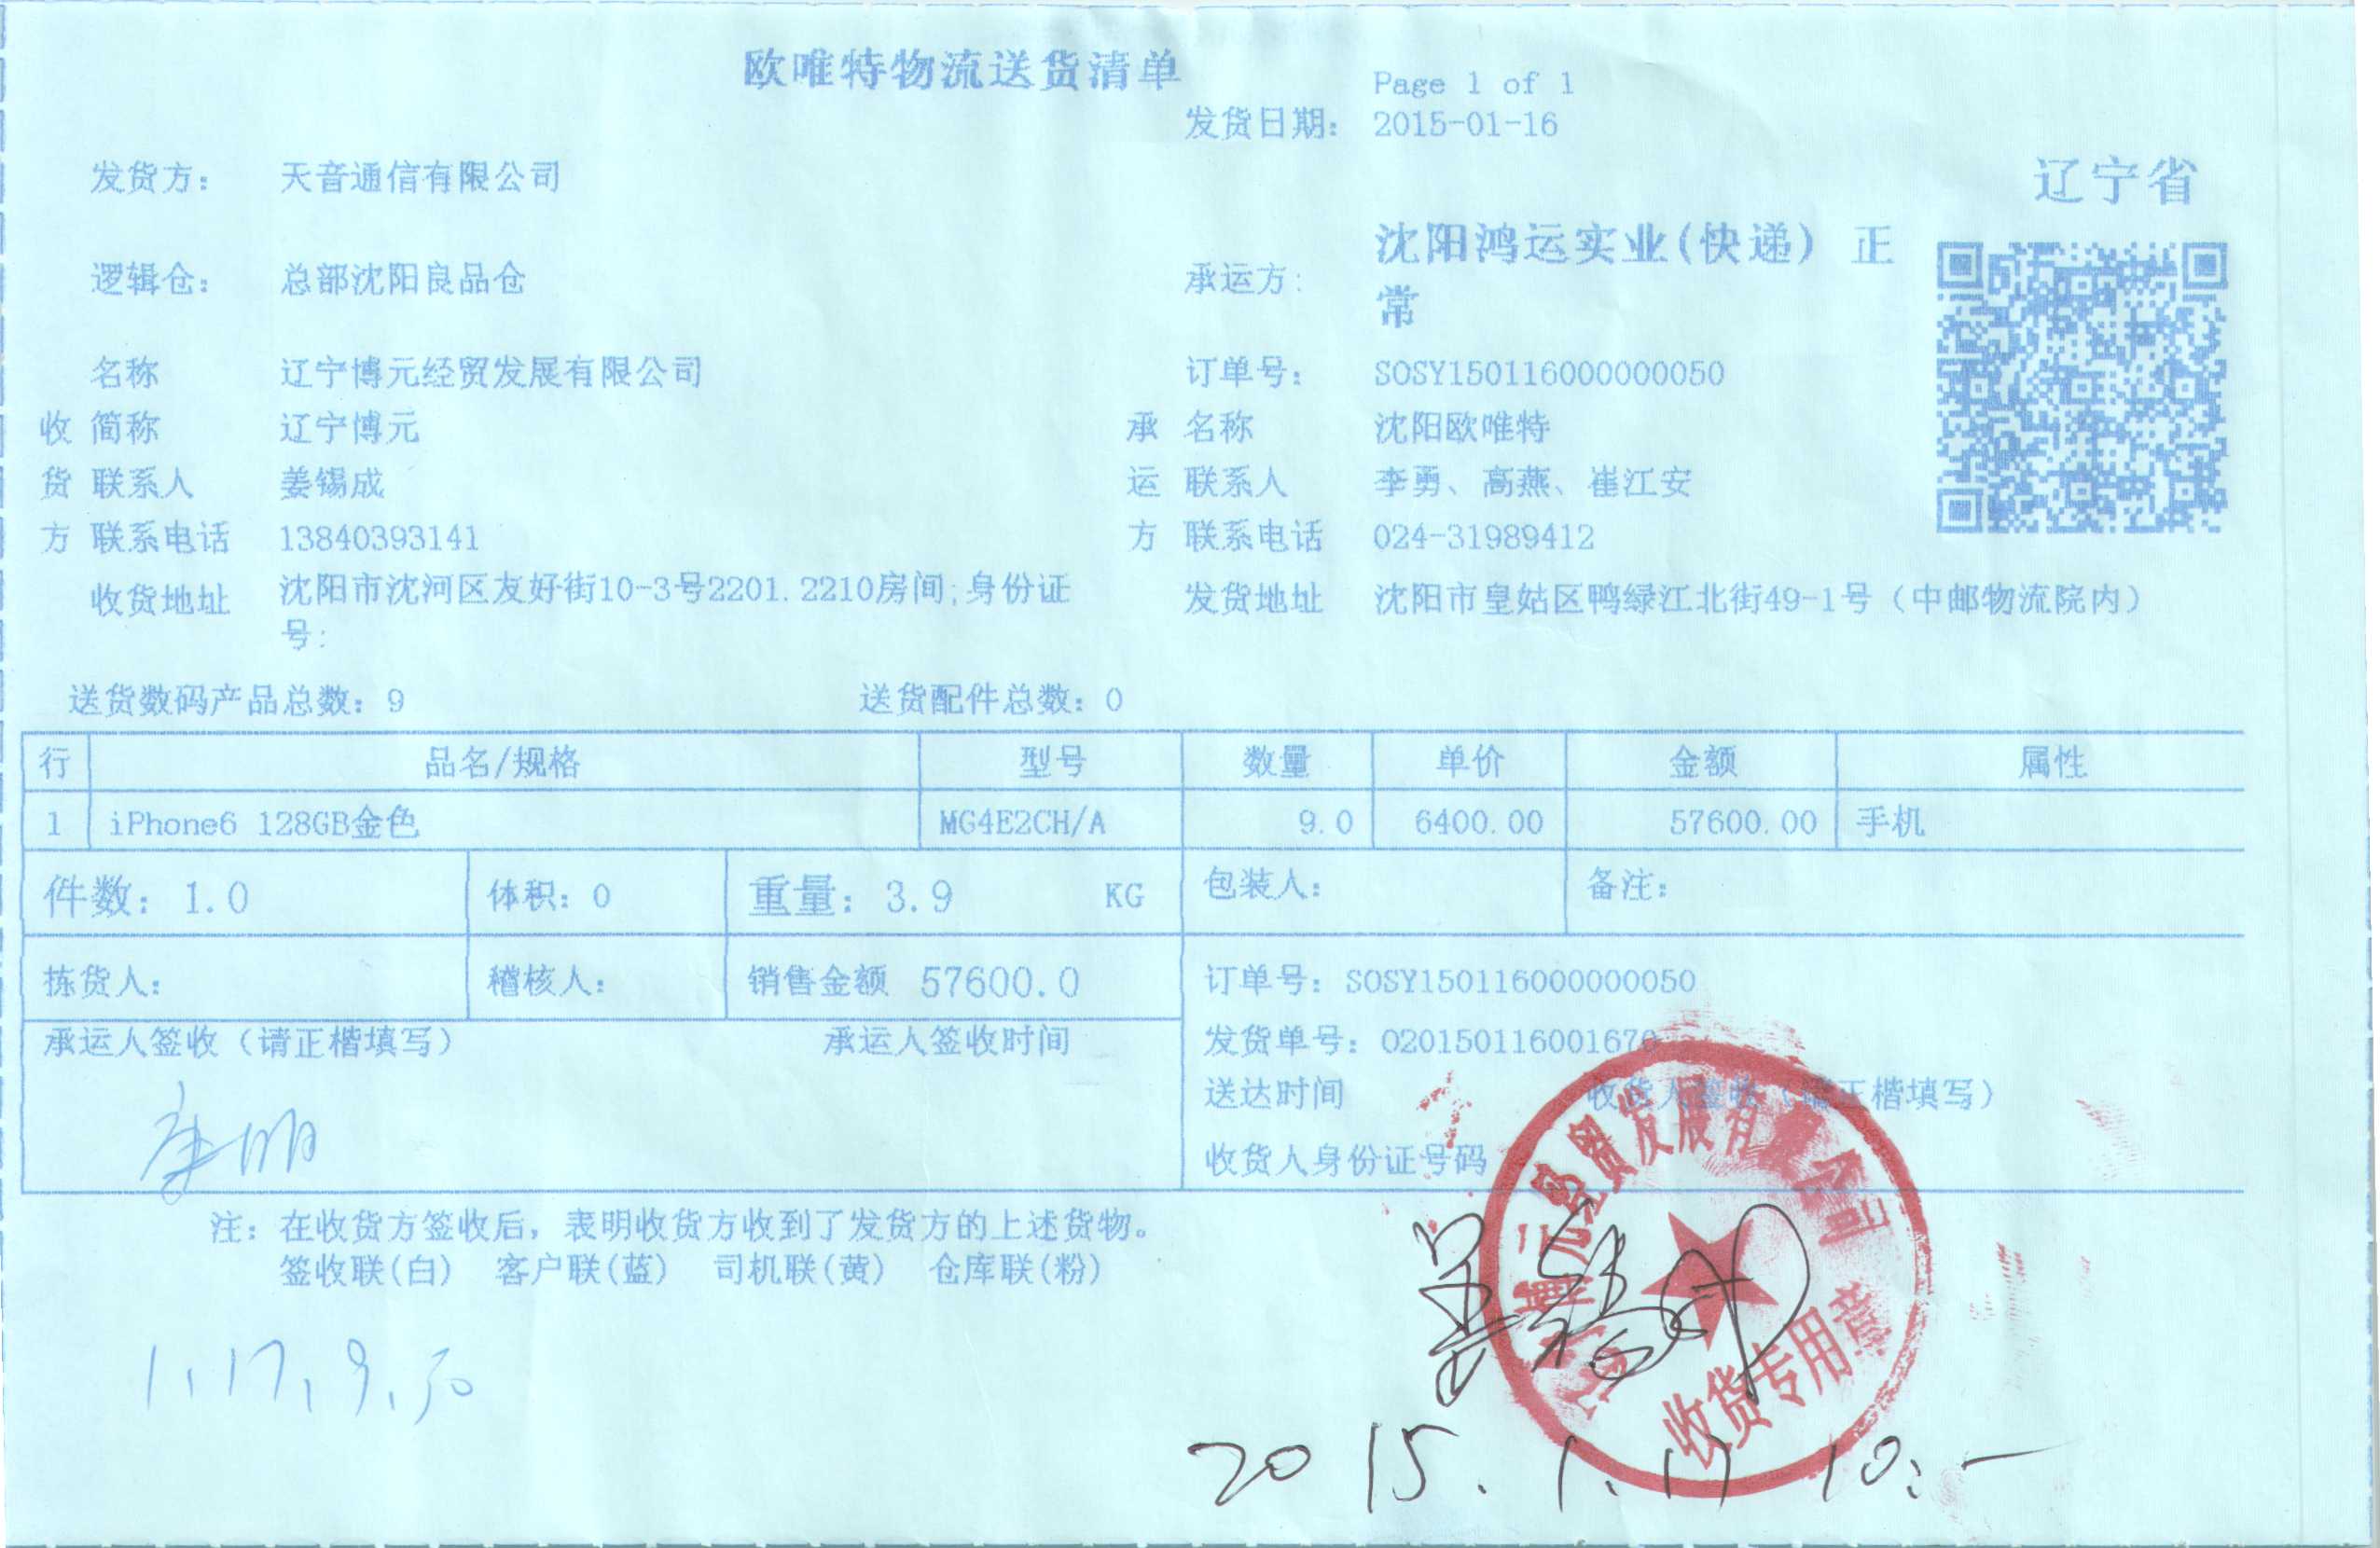 欧唯特物流送货清单
Page 1 of 1
发货日期： 2015-01-16
发货方： 天音通信有限公司
辽宁省
逻辑仓： 总部沈阳良品仓
承运方： 沈阳鸿运实业(快递) 正常
名称 辽宁博元经贸发展有限公司 订单号： SOSY150116000000050
收 简称 辽宁博元 承 名称 沈阳欧唯特
货 联系人 姜锡成 运 联系人 李勇、高燕、崔江安
方 联系电话 13840393141 方 联系电话 024-31989412
收货地址 沈阳市沈河区友好街10-3号2201.2210房间;身份证号: 发货地址 沈阳市皇姑区鸭绿江北街49-1号（中邮物流院内）
送货数码产品总数：9 送货配件总数：0
行 品名/规格 型号 数量 单价 金额 属性
1 iPhone6 128GB金色 MG4E2CH/A 9.0 6400.00 57600.00 手机
件数：1.0 体积：0 重量：3.9 KG 包装人： 备注：
拣货人： 稽核人： 销售金额 57600.0 订单号：SOSY150116000000050
承运人签收（请正楷填写） 承运人签收时间 发货单号：O20150116001670
送达时间 收货人签收（请正楷填写）
收货人身份证号码
注：在收货方签收后，表明收货方收到了发货方的上述货物。
签收联(白) 客户联(蓝) 司机联(黄) 仓库联(粉)
1.17.9.50
姜锡成
博元经贸发展有限公司
收货专用章
2015.1.17 10:-